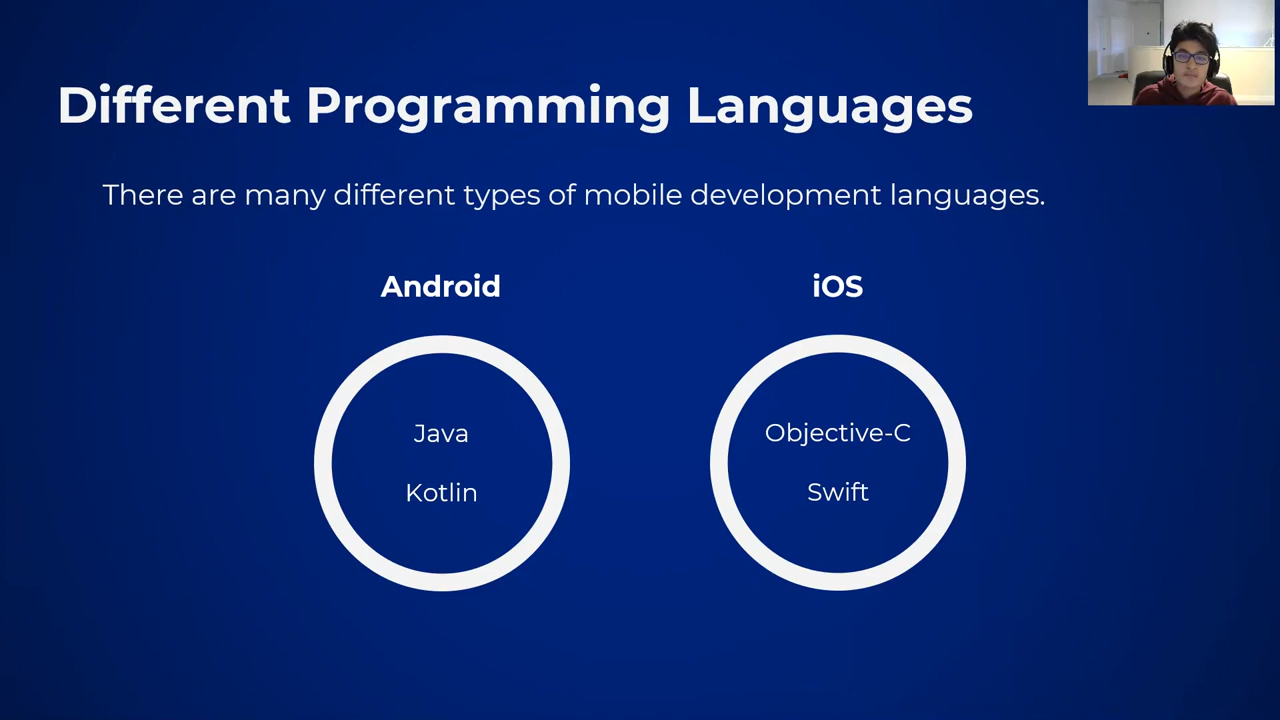 Different Programming Languages
There are many different types of mobile development languages.
Android
iOS
Java
Kotlin
Objective-C
Swift